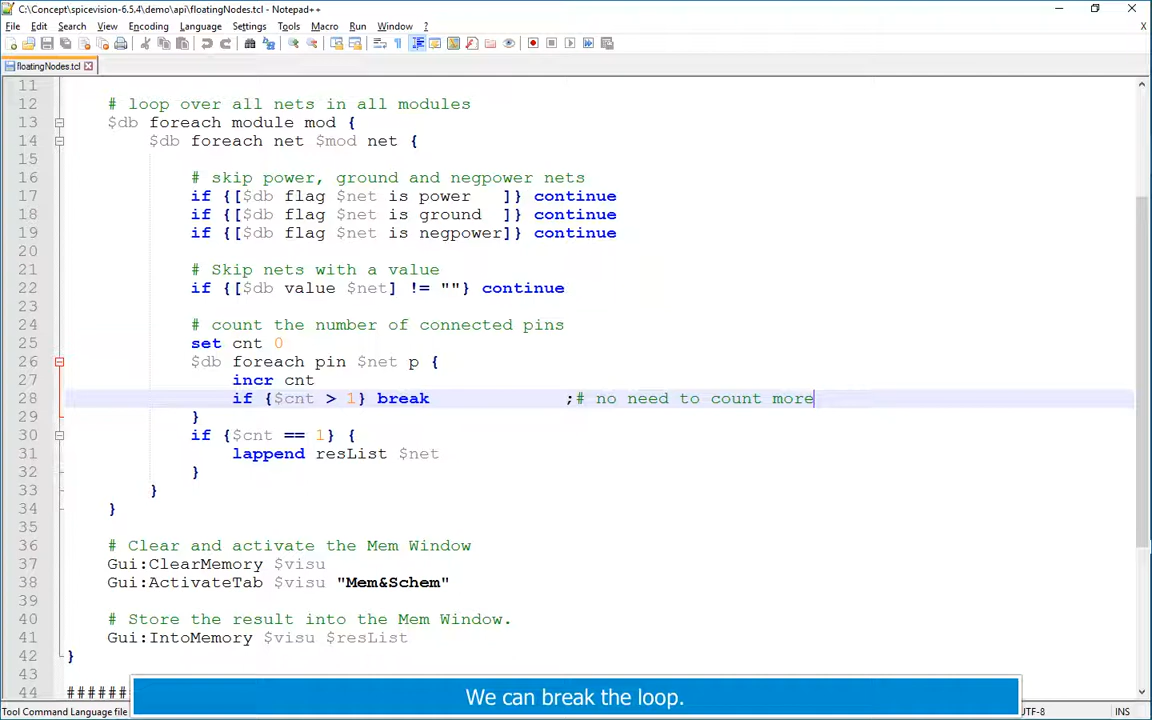 C:\Concept\spicevision-6.5.4\demo\api\floatingNodes.tcl - Notepad++
File Edit Search View Encoding Language Settings Tools Macro Run Window ?
X
floatingNodes.tcl
11
12 # loop over all nets in all modules
13 $db foreach module mod {
14 $db foreach net $mod net {
15
16 # skip power, ground and negpower nets
17 if {[$db flag $net is power ]} continue
18 if {[$db flag $net is ground ]} continue
19 if {[$db flag $net is negpower]} continue
20
21 # Skip nets with a value
22 if {[$db value $net] != ""} continue
23
24 # count the number of connected pins
25 set cnt 0
26 $db foreach pin $net p {
27 incr cnt
28 if {$cnt > 1} break ;# no need to count more
29 }
30 if {$cnt == 1} {
31 lappend resList $net
32 }
33 }
34 }
35
36 # Clear and activate the Mem Window
37 Gui:ClearMemory $visu
38 Gui:ActivateTab $visu "Mem&Schem"
39
40 # Store the result into the Mem Window.
41 Gui:IntoMemory $visu $resList
42 }
43
44 ######
We can break the loop.
Tool Command Language file UTF-8 INS